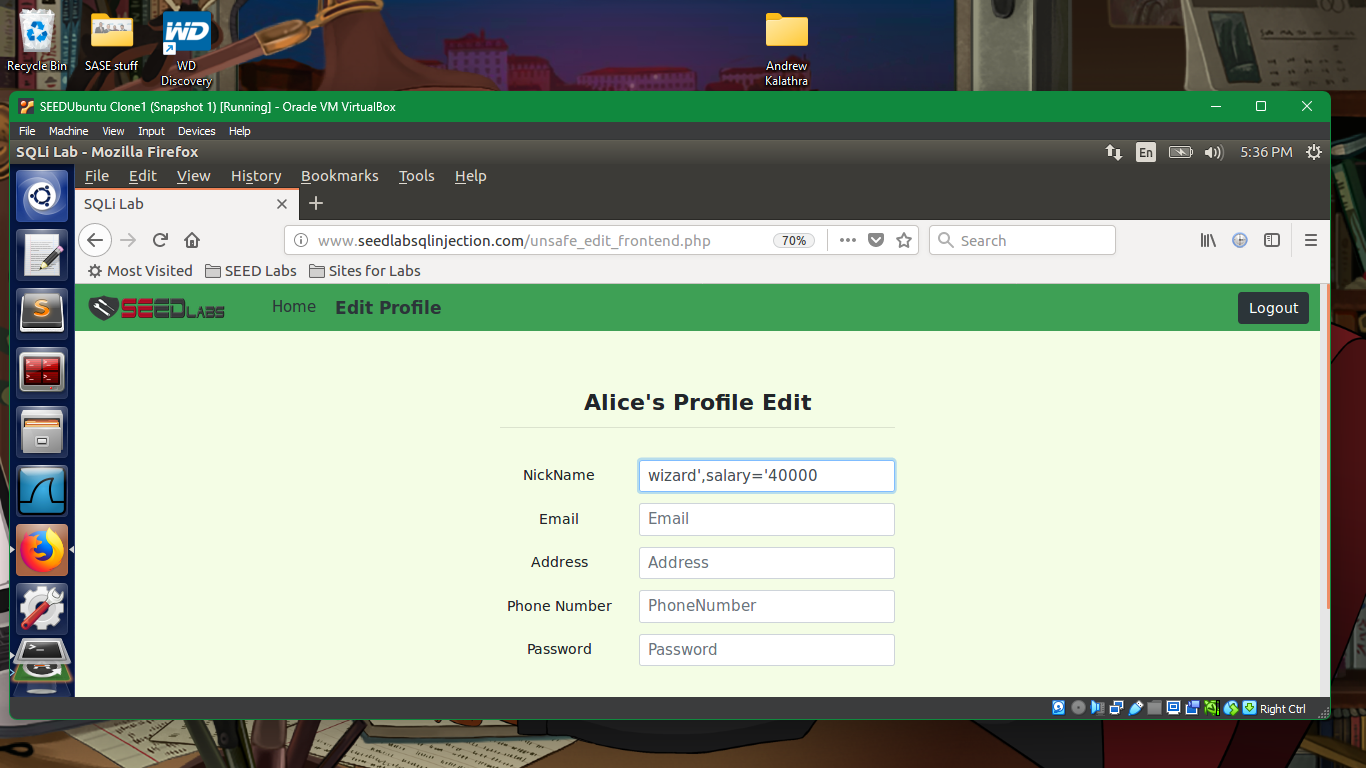 Recycle Bin
SASE stuff
WD
WD
Discovery
Andrew
Kalathra
SEEDUbuntu Clone1 (Snapshot 1) [Running] - Oracle VM VirtualBox
File Machine View Input Devices Help
SQLi Lab - Mozilla Firefox
En
5:36 PM
File Edit View History Bookmarks Tools Help
SQLi Lab
www.seedlabsqlinjection.com/unsafe_edit_frontend.php
70%
Search
Most Visited SEED Labs Sites for Labs
SEEDLABS
Home Edit Profile
Logout
Alice's Profile Edit
NickName wizard',salary='40000
Email Email
Address Address
Phone Number PhoneNumber
Password Password
Right Ctrl